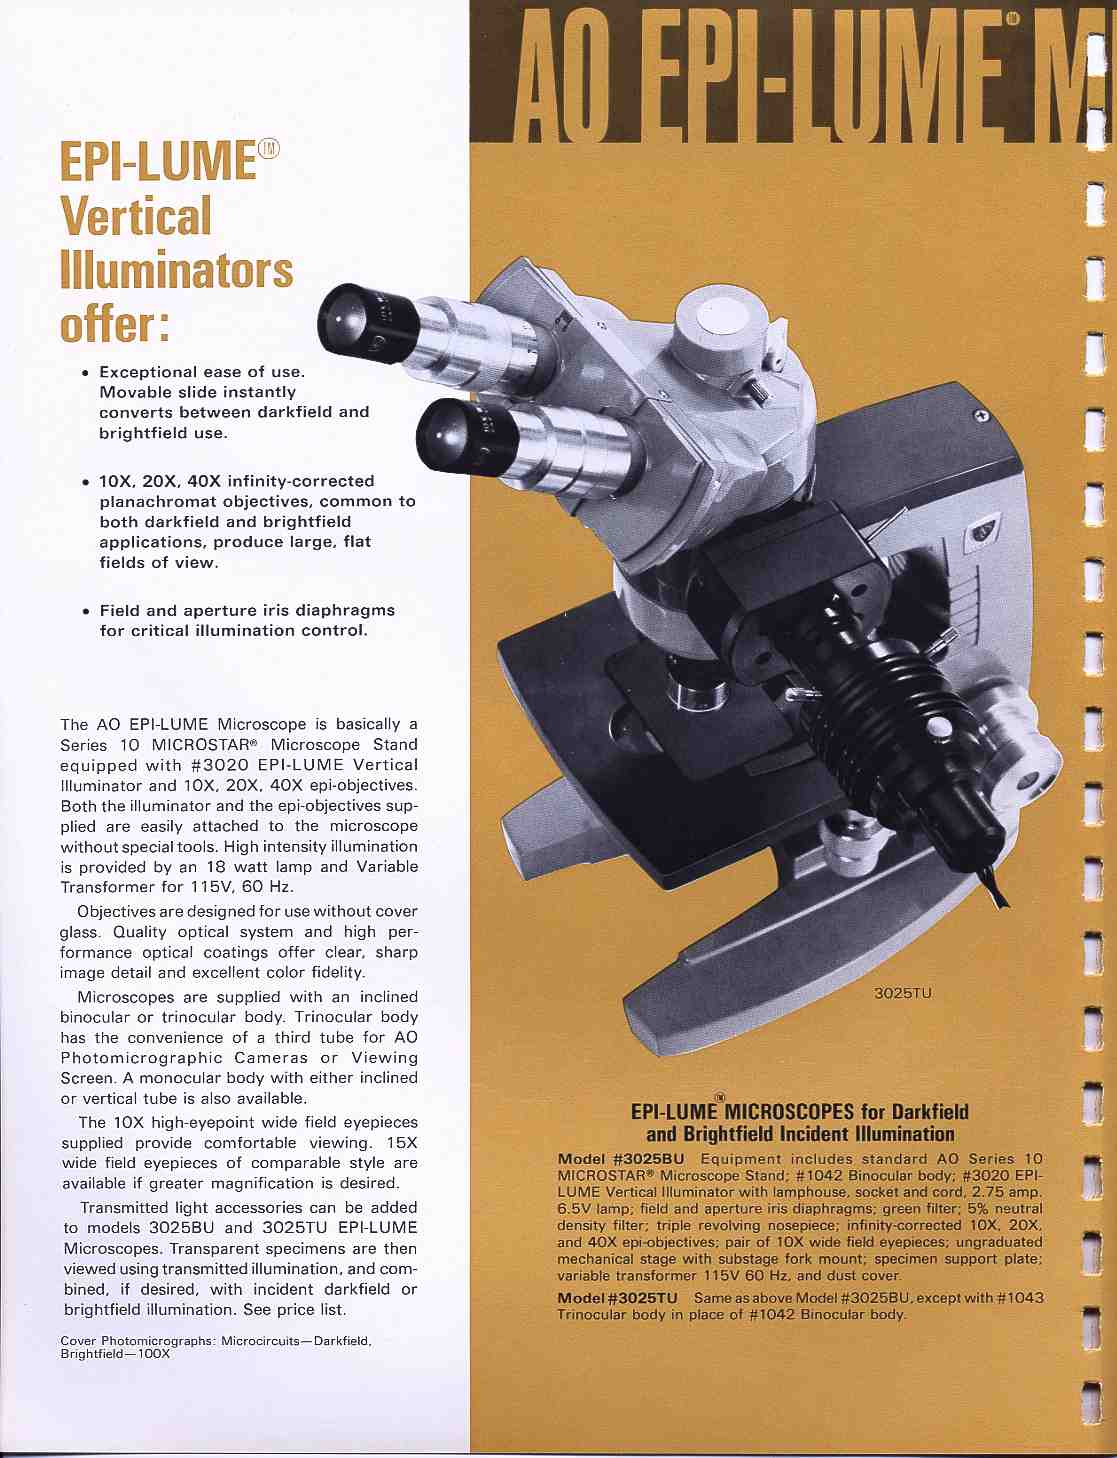 AO EPI-LUME™ M
EPI-LUME™
Vertical
Illuminators
offer:
• Exceptional ease of use.
Movable slide instantly
converts between darkfield and
brightfield use.
• 10X, 20X, 40X infinity-corrected
planachromat objectives, common to
both darkfield and brightfield
applications, produce large, flat
fields of view.
• Field and aperture iris diaphragms
for critical illumination control.
The AO EPI-LUME Microscope is basically a
Series 10 MICROSTAR® Microscope Stand
equipped with #3020 EPI-LUME Vertical
Illuminator and 10X, 20X, 40X epi-objectives.
Both the illuminator and the epi-objectives sup-
plied are easily attached to the microscope
without special tools. High intensity illumination
is provided by an 18 watt lamp and Variable
Transformer for 115V, 60 Hz.
Objectives are designed for use without cover
glass. Quality optical system and high per-
formance optical coatings offer clear, sharp
image detail and excellent color fidelity.
Microscopes are supplied with an inclined
binocular or trinocular body. Trinocular body
has the convenience of a third tube for AO
Photomicrographic Cameras or Viewing
Screen. A monocular body with either inclined
or vertical tube is also available.
The 10X high-eyepoint wide field eyepieces
supplied provide comfortable viewing. 15X
wide field eyepieces of comparable style are
available if greater magnification is desired.
Transmitted light accessories can be added
to models 3025BU and 3025TU EPI-LUME
Microscopes. Transparent specimens are then
viewed using transmitted illumination, and com-
bined, if desired, with incident darkfield or
brightfield illumination. See price list.
Cover Photomicrographs: Microcircuits—Darkfield,
Brightfield—100X
3025TU
EPI-LUME™ MICROSCOPES for Darkfield
and Brightfield Incident Illumination
Model #3025BU Equipment includes standard AO Series 10
MICROSTAR® Microscope Stand; #1042 Binocular body; #3020 EPI-
LUME Vertical Illuminator with lamphouse, socket and cord, 2.75 amp.
6.5V lamp; field and aperture iris diaphragms; green filter; 5% neutral
density filter; triple revolving nosepiece; infinity-corrected 10X, 20X,
and 40X epi-objectives; pair of 10X wide field eyepieces; ungraduated
mechanical stage with substage fork mount; specimen support plate;
variable transformer 115V 60 Hz, and dust cover.
Model #3025TU Same as above Model #3025BU, except with #1043
Trinocular body in place of #1042 Binocular body.